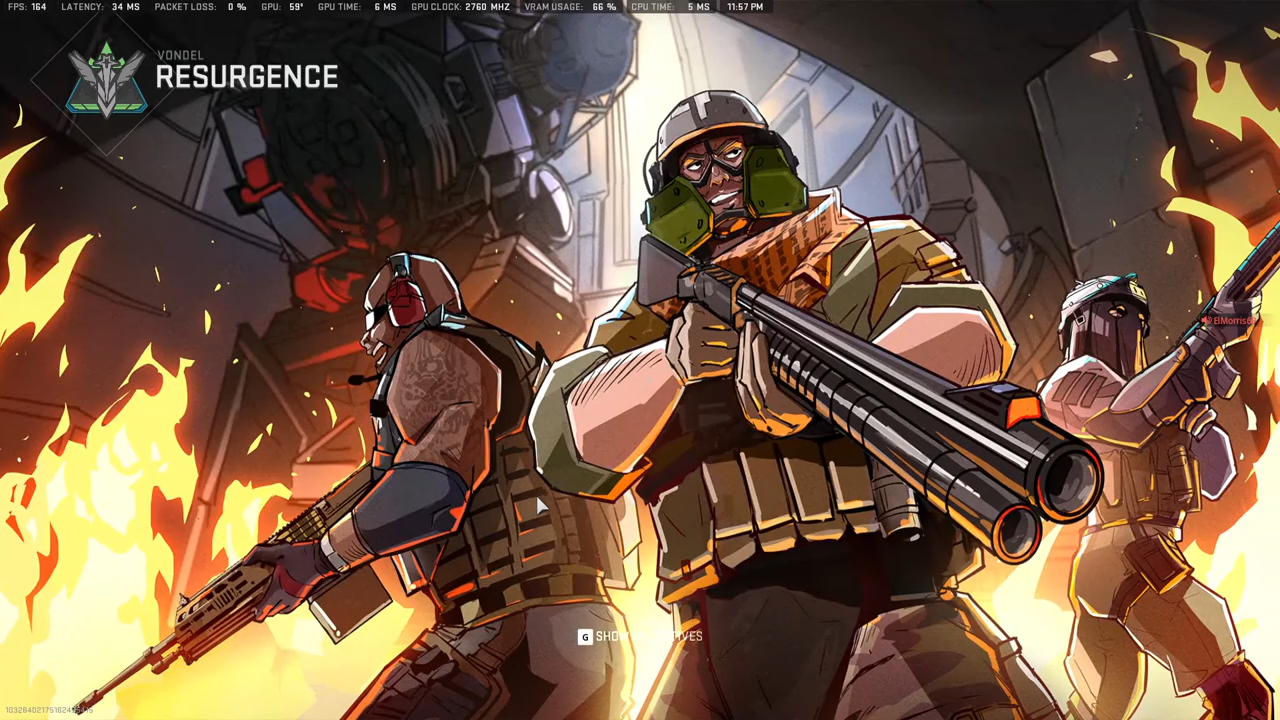 FPS: 164 LATENCY: 34 MS PACKET LOSS: 0 % GPU: 59° GPU TIME: 6 MS GPU CLOCK: 2760 MHZ VRAM USAGE: 66 % CPU TIME: 5 MS 11:57 PM
VONDEL
RESURGENCE
G